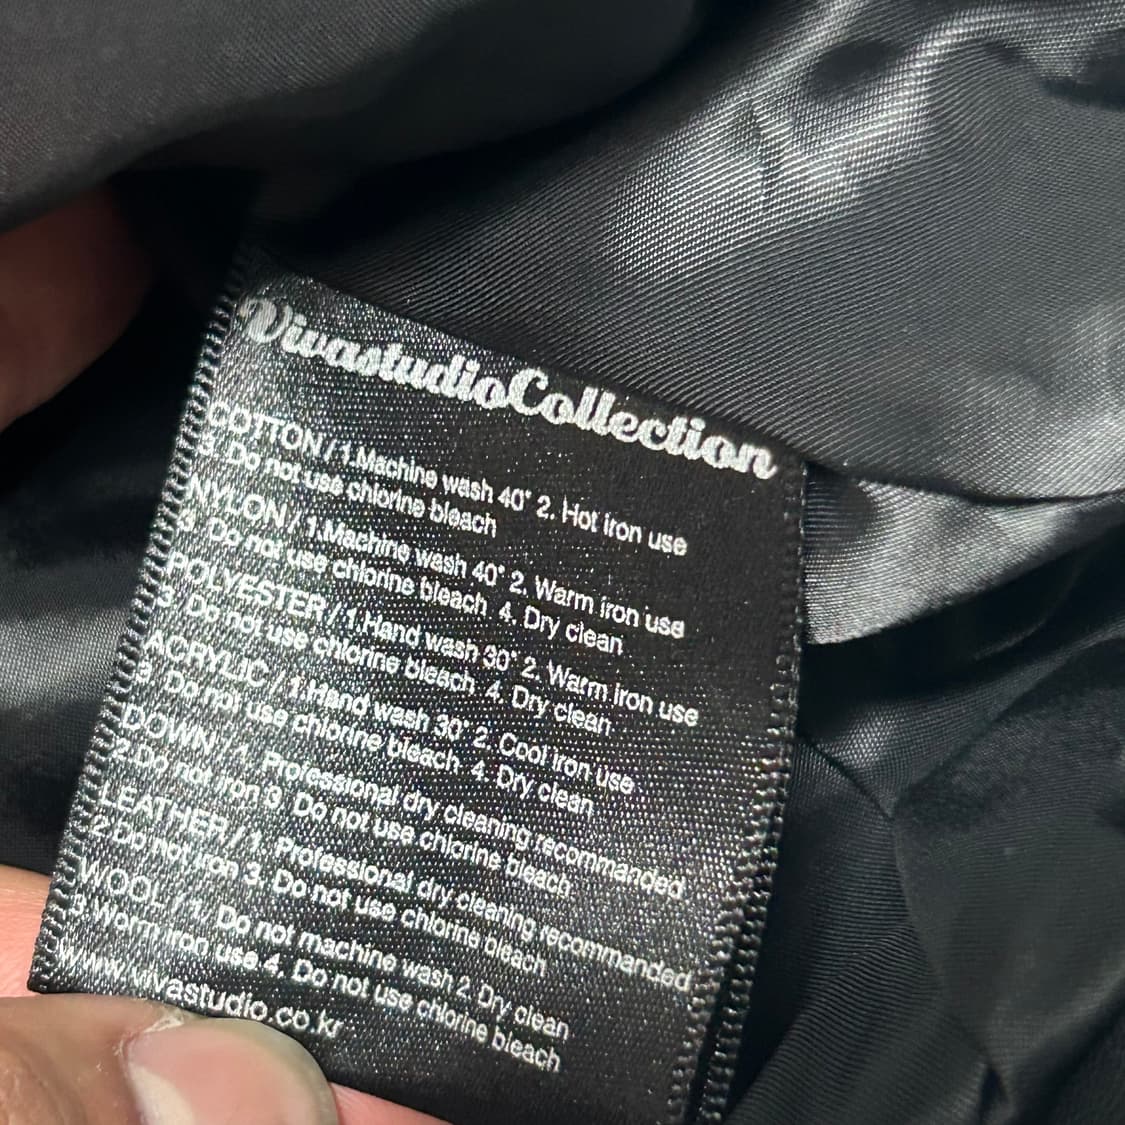 VivastudioCollection
COTTON / 1.Machine wash 40° 2. Hot iron use
3. Do not use chlorine bleach
NYLON / 1.Machine wash 40° 2. Warm iron use
3. Do not use chlorine bleach 4. Dry clean
POLYESTER / 1.Hand wash 30° 2. Warm iron use
3. Do not use chlorine bleach 4. Dry clean
ACRYLIC / 1.Hand wash 30° 2. Cool iron use
3. Do not use chlorine bleach 4. Dry clean
DOWN / 1. Professional dry cleaning recommanded
2.Do not iron 3. Do not use chlorine bleach
LEATHER / 1. Professional dry cleaning recommanded
2.Do not iron 3. Do not use chlorine bleach
WOOL / 1. Do not machine wash 2. Dry clean
3.Worm iron use 4. Do not use chlorine bleach
www.vivastudio.co.kr